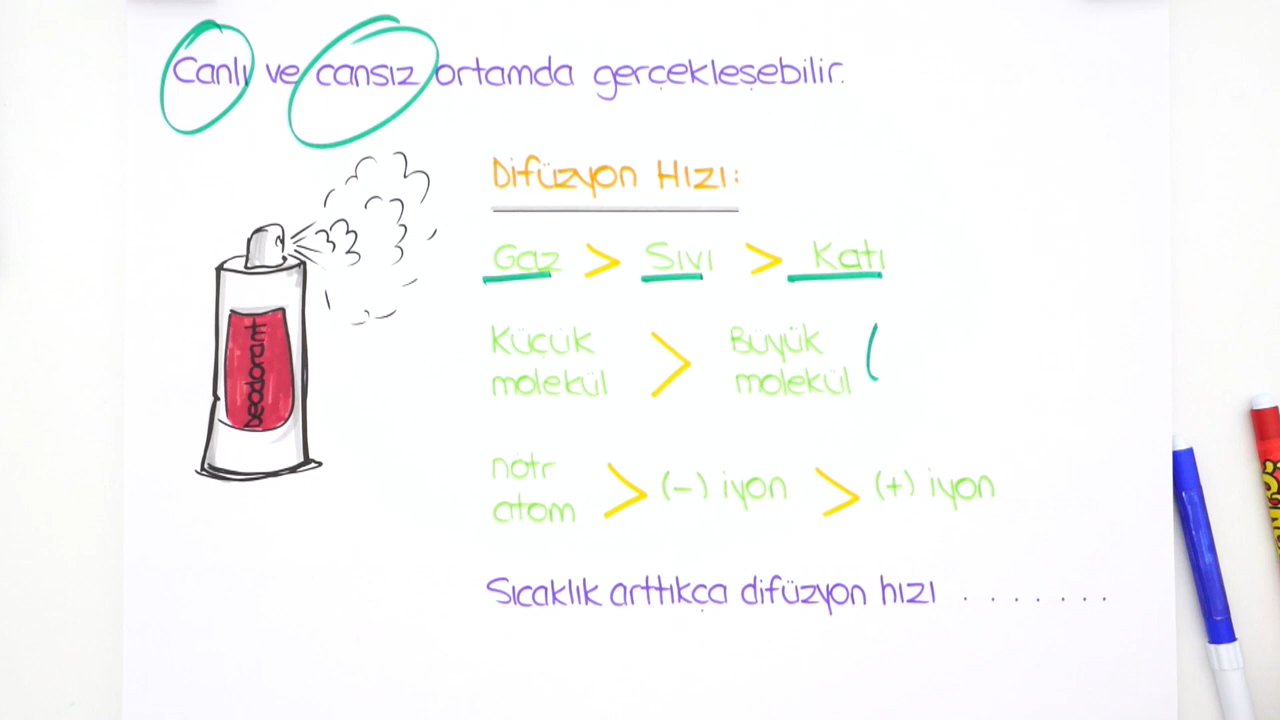 Canlı ve cansız ortamda gerçekleşebilir.
Difüzyon Hızı:
Gaz > Sıvı > Katı
Küçük molekül > Büyük molekül (
nötr atom > (-) iyon > (+) iyon
Sıcaklık arttıkça difüzyon hızı .......
Deodorant